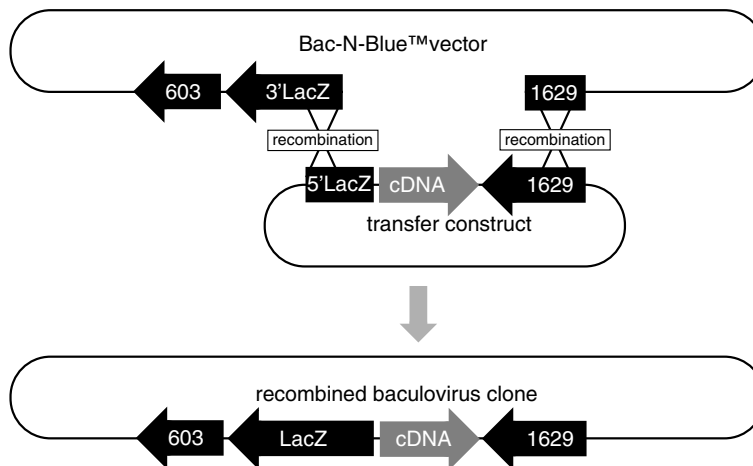 Bac-N-Blue™vector
603
3'LacZ
1629
recombination
recombination
5'LacZ
cDNA
1629
transfer construct
recombined baculovirus clone
603
LacZ
cDNA
1629